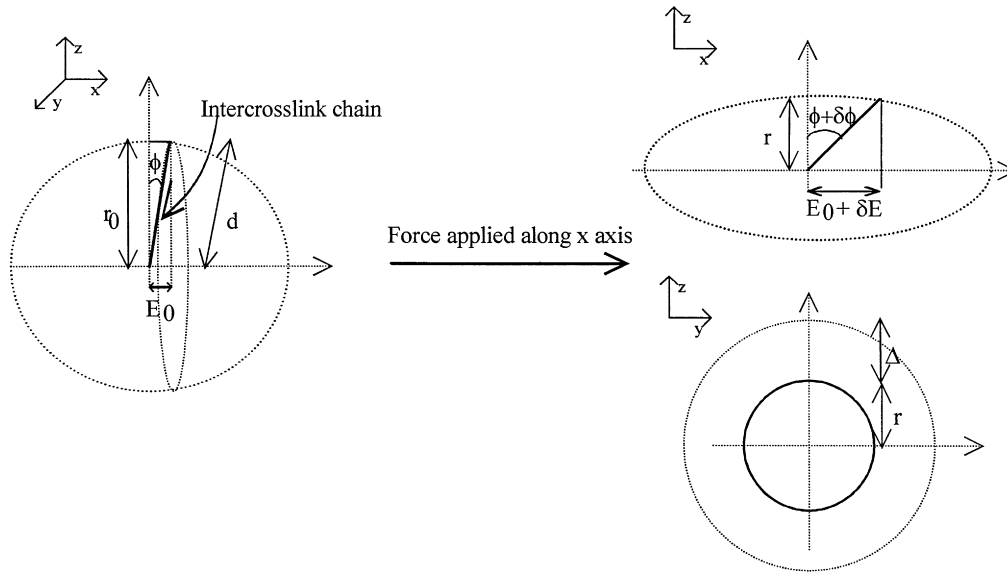 z
x
y
Intercrosslink chain
ϕ
r0
d
E0
Force applied along x axis
z
x
r
ϕ+δϕ
E0 + δE
z
y
Δ
r